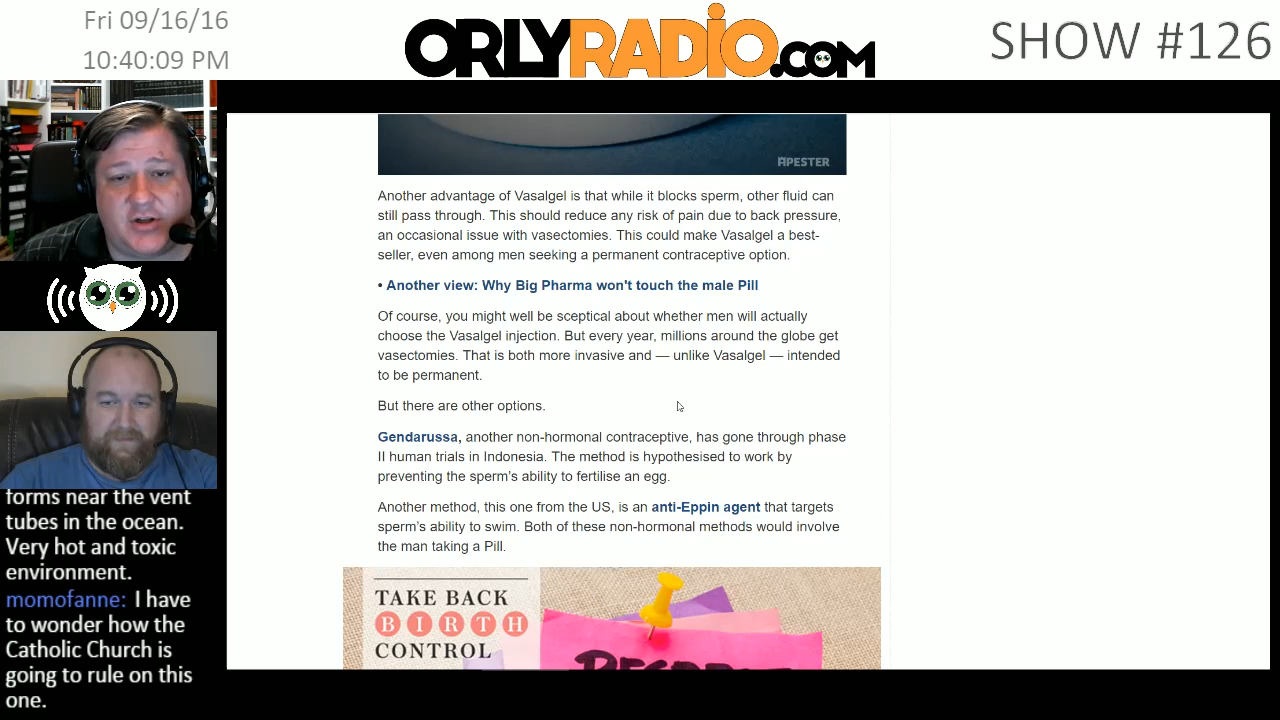 Fri 09/16/16
10:40:09 PM
ORLYRADIO.COM
SHOW #126
APESTER
Another advantage of Vasalgel is that while it blocks sperm, other fluid can
still pass through. This should reduce any risk of pain due to back pressure,
an occasional issue with vasectomies. This could make Vasalgel a best-
seller, even among men seeking a permanent contraceptive option.
• Another view: Why Big Pharma won't touch the male Pill
Of course, you might well be sceptical about whether men will actually
choose the Vasalgel injection. But every year, millions around the globe get
vasectomies. That is both more invasive and — unlike Vasalgel — intended
to be permanent.
But there are other options.
Gendarussa, another non-hormonal contraceptive, has gone through phase
II human trials in Indonesia. The method is hypothesised to work by
preventing the sperm's ability to fertilise an egg.
Another method, this one from the US, is an anti-Eppin agent that targets
sperm's ability to swim. Both of these non-hormonal methods would involve
the man taking a Pill.
TAKE BACK
BIRTH
CONTROL
forms near the vent
tubes in the ocean.
Very hot and toxic
environment.
momofanne: I have
to wonder how the
Catholic Church is
going to rule on this
one.